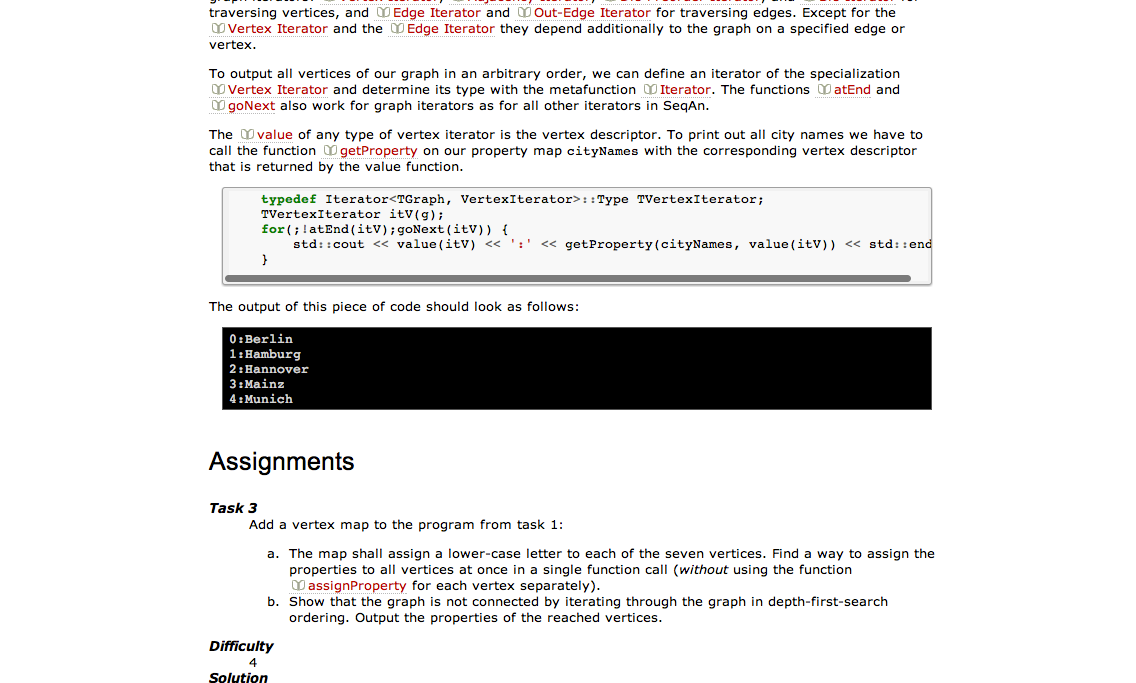 traversing vertices, and Edge Iterator and Out-Edge Iterator for traversing edges. Except for the
Vertex Iterator and the Edge Iterator they depend additionally to the graph on a specified edge or
vertex.
To output all vertices of our graph in an arbitrary order, we can define an iterator of the specialization
Vertex Iterator and determine its type with the metafunction Iterator. The functions atEnd and
goNext also work for graph iterators as for all other iterators in SeqAn.
The value of any type of vertex iterator is the vertex descriptor. To print out all city names we have to
call the function getProperty on our property map cityNames with the corresponding vertex descriptor
that is returned by the value function.
typedef Iterator<TGraph, VertexIterator>::Type TVertexIterator;
TVertexIterator itV(g);
for(;!atEnd(itV);goNext(itV)) {
std::cout << value(itV) << ':' << getProperty(cityNames, value(itV)) << std::end
}
The output of this piece of code should look as follows:
0:Berlin
1:Hamburg
2:Hannover
3:Mainz
4:Munich
Assignments
Task 3
Add a vertex map to the program from task 1:
a. The map shall assign a lower-case letter to each of the seven vertices. Find a way to assign the
properties to all vertices at once in a single function call (without using the function
assignProperty for each vertex separately).
b. Show that the graph is not connected by iterating through the graph in depth-first-search
ordering. Output the properties of the reached vertices.
Difficulty
4
Solution